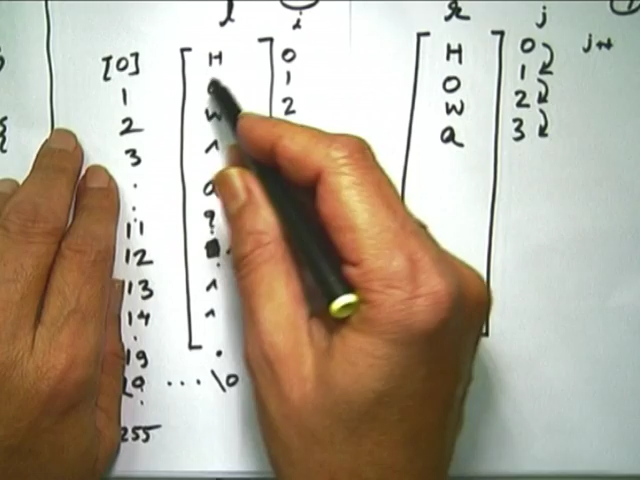 i j
[0] H 0 H 0 j++
1 o 1 O 1
2 w 2 W 2
3 ^ a 3
. a
. ?
11
12 .
13 ^
14 ^
. .
19
20 ... \0
.
255